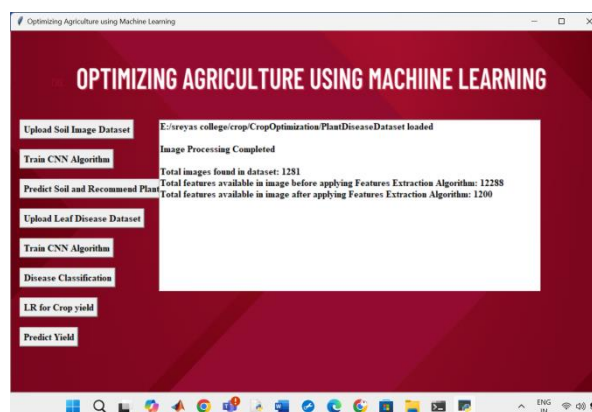 Optimizing Agriculture using Machine Learning
OPTIMIZING AGRICULTURE USING MACHIINE LEARNING
Upload Soil Image Dataset
Train CNN Algorithm
Predict Soil and Recommend Plant
Upload Leaf Disease Dataset
Train CNN Algorithm
Disease Classification
LR for Crop yield
Predict Yield
E:/sreyas college/crop/CropOptimization/PlantDiseaseDataset loaded
Image Processing Completed
Total images found in dataset: 1281
Total features available in image before applying Features Extraction Algorithm: 12288
Total features available in image after applying Features Extraction Algorithm: 1200
ENG
IN